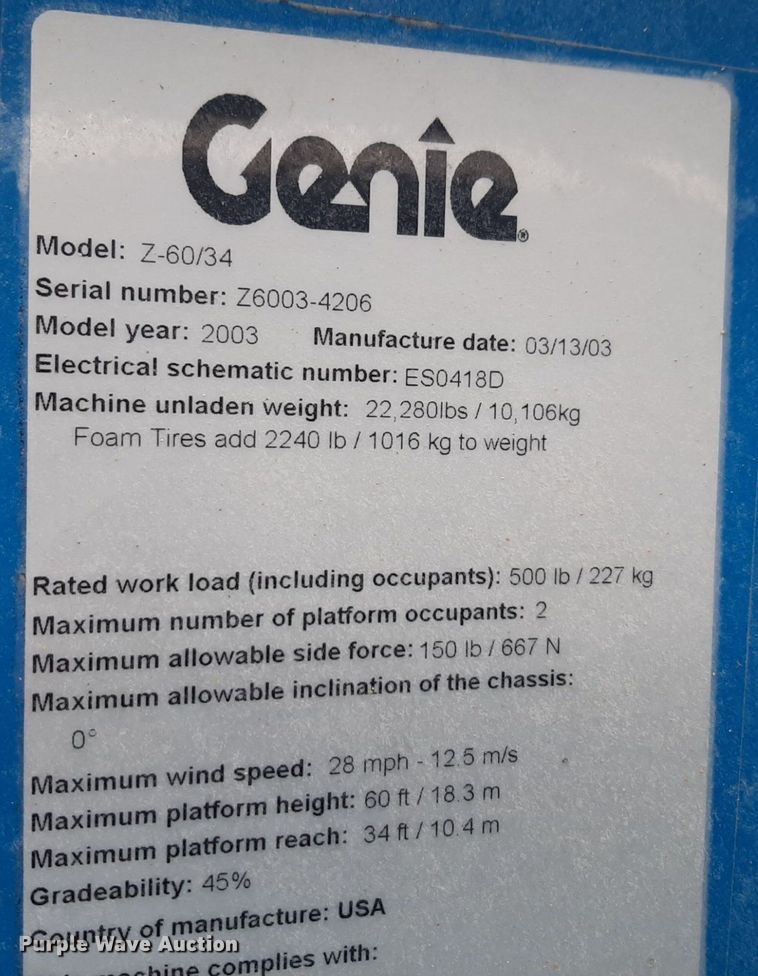 Genie®
Model: Z-60/34
Serial number: Z6003-4206
Model year: 2003 Manufacture date: 03/13/03
Electrical schematic number: ES0418D
Machine unladen weight: 22,280lbs / 10,106kg
Foam Tires add 2240 lb / 1016 kg to weight
Rated work load (including occupants): 500 lb / 227 kg
Maximum number of platform occupants: 2
Maximum allowable side force: 150 lb / 667 N
Maximum allowable inclination of the chassis:
0°
Maximum wind speed: 28 mph - 12.5 m/s
Maximum platform height: 60 ft / 18.3 m
Maximum platform reach: 34 ft / 10.4 m
Gradeability: 45%
Country of manufacture: USA
Purple Wave Auction
machine complies with: